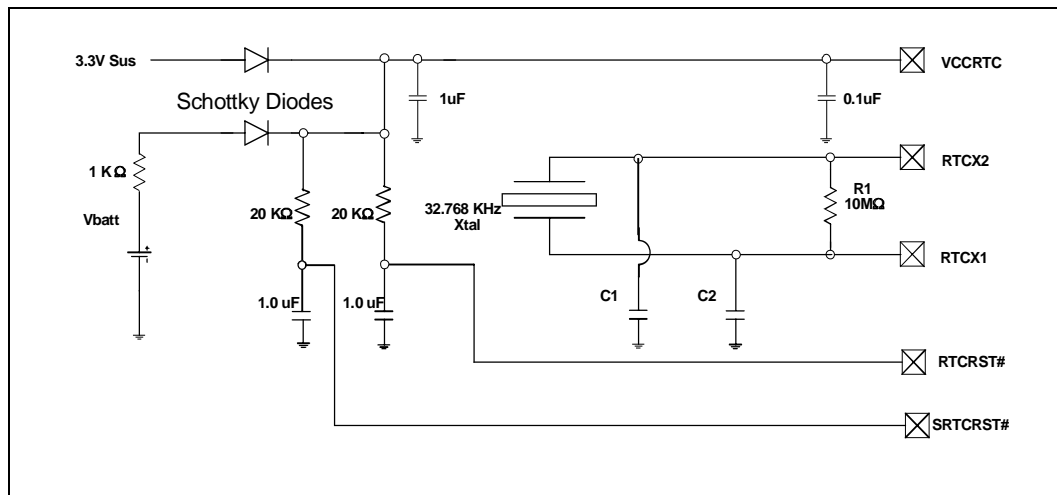 3.3V Sus
VCCRTC
1uF
0.1uF
Schottky Diodes
1 KΩ
RTCX2
R1
10MΩ
20 KΩ
20 KΩ
32.768 KHz
Xtal
Vbatt
+
-
RTCX1
1.0 uF
1.0 uF
C1
C2
RTCRST#
SRTCRST#